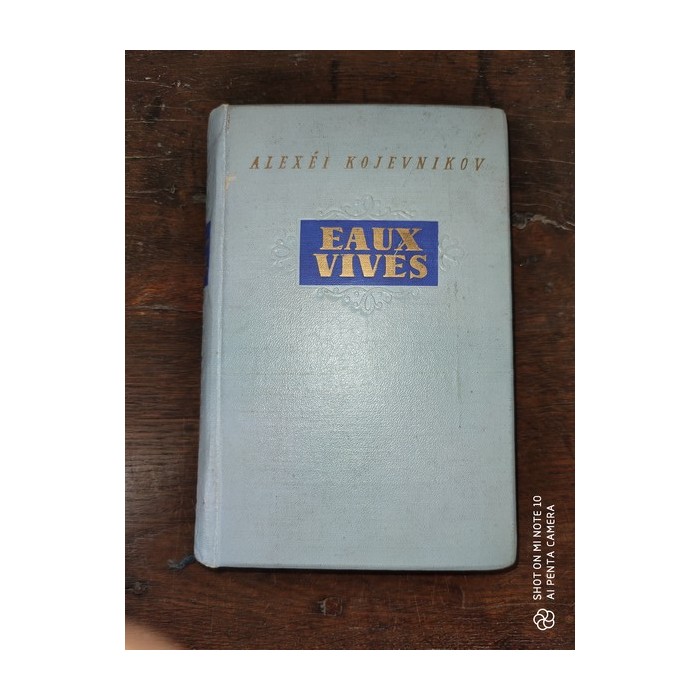 ALEXÉI KOJEVNIKOV
EAUX
VIVES
SHOT ON MI NOTE 10
AI PENTA CAMERA